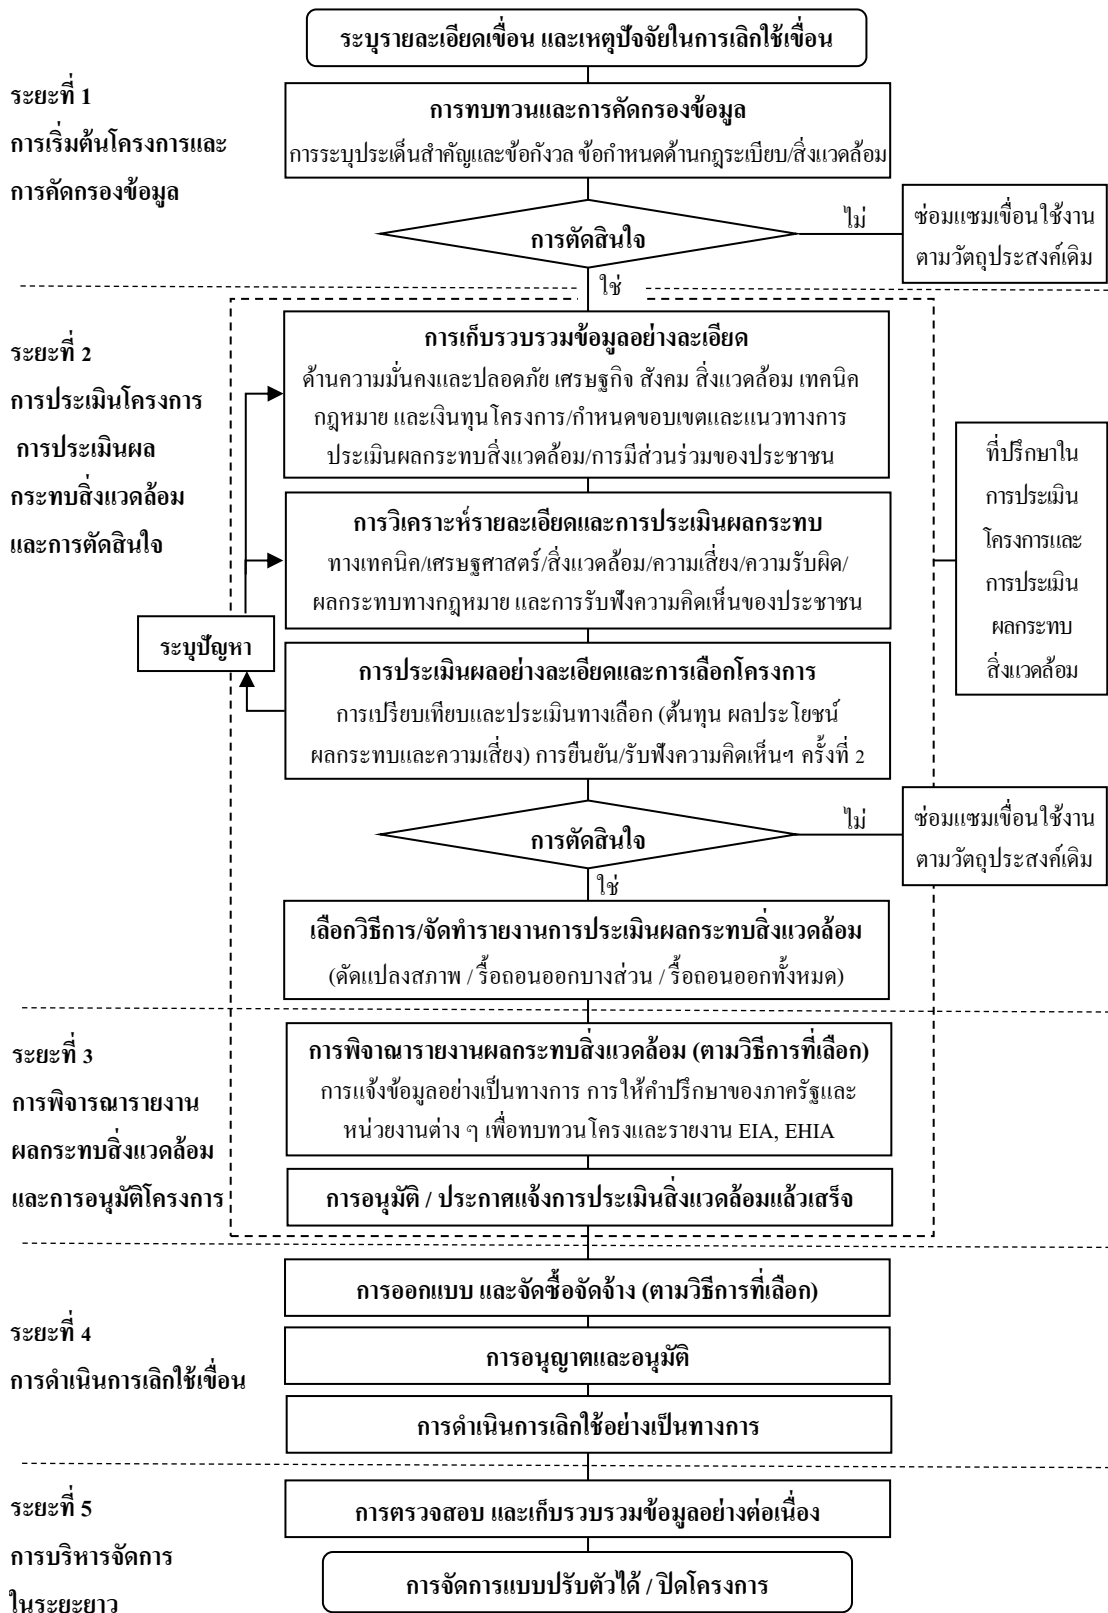 ระบุรายละเอียดเขื่อน และเหตุปัจจัยในการเลิกใช้เขื่อน
ระยะที่ 1
การเริ่มต้นโครงการและ
การคัดกรองข้อมูล
การทบทวนและการคัดกรองข้อมูล
การระบุประเด็นสำคัญและข้อกังวล ข้อกำหนดด้านกฎระเบียบ/สิ่งแวดล้อม
การตัดสินใจ
ไม่
ซ่อมแซมเขื่อนใช้งาน
ตามวัตถุประสงค์เดิม
ใช่
ระยะที่ 2
การประเมินโครงการ
การประเมินผล
กระทบสิ่งแวดล้อม
และการตัดสินใจ
การเก็บรวบรวมข้อมูลอย่างละเอียด
ด้านความมั่นคงและปลอดภัย เศรษฐกิจ สังคม สิ่งแวดล้อม เทคนิค
กฎหมาย และเงินทุนโครงการ/กำหนดขอบเขตและแนวทางการ
ประเมินผลกระทบสิ่งแวดล้อม/การมีส่วนร่วมของประชาชน
ที่ปรึกษาใน
การประเมิน
โครงการและ
การประเมิน
ผลกระทบ
สิ่งแวดล้อม
การวิเคราะห์รายละเอียดและการประเมินผลกระทบ
ทางเทคนิค/เศรษฐศาสตร์/สิ่งแวดล้อม/ความเสี่ยง/ความรับผิด/
ผลกระทบทางกฎหมาย และการรับฟังความคิดเห็นของประชาชน
ระบุปัญหา
การประเมินผลอย่างละเอียดและการเลือกโครงการ
การเปรียบเทียบและประเมินทางเลือก (ต้นทุน ผลประโยชน์
ผลกระทบและความเสี่ยง) การยืนยัน/รับฟังความคิดเห็นฯ ครั้งที่ 2
การตัดสินใจ
ไม่
ซ่อมแซมเขื่อนใช้งาน
ตามวัตถุประสงค์เดิม
ใช่
เลือกวิธีการ/จัดทำรายงานการประเมินผลกระทบสิ่งแวดล้อม
(ดัดแปลงสภาพ / รื้อถอนออกบางส่วน / รื้อถอนออกทั้งหมด)
ระยะที่ 3
การพิจารณารายงาน
ผลกระทบสิ่งแวดล้อม
และการอนุมัติโครงการ
การพิจาณารายงานผลกระทบสิ่งแวดล้อม (ตามวิธีการที่เลือก)
การแจ้งข้อมูลอย่างเป็นทางการ การให้คำปรึกษาของภาครัฐและ
หน่วยงานต่าง ๆ เพื่อทบทวนโครงและรายงาน EIA, EHIA
การอนุมัติ / ประกาศแจ้งการประเมินสิ่งแวดล้อมแล้วเสร็จ
ระยะที่ 4
การดำเนินการเลิกใช้เขื่อน
การออกแบบ และจัดซื้อจัดจ้าง (ตามวิธีการที่เลือก)
การอนุญาตและอนุมัติ
การดำเนินการเลิกใช้อย่างเป็นทางการ
ระยะที่ 5
การบริหารจัดการ
ในระยะยาว
การตรวจสอบ และเก็บรวบรวมข้อมูลอย่างต่อเนื่อง
การจัดการแบบปรับตัวได้ / ปิดโครงการ